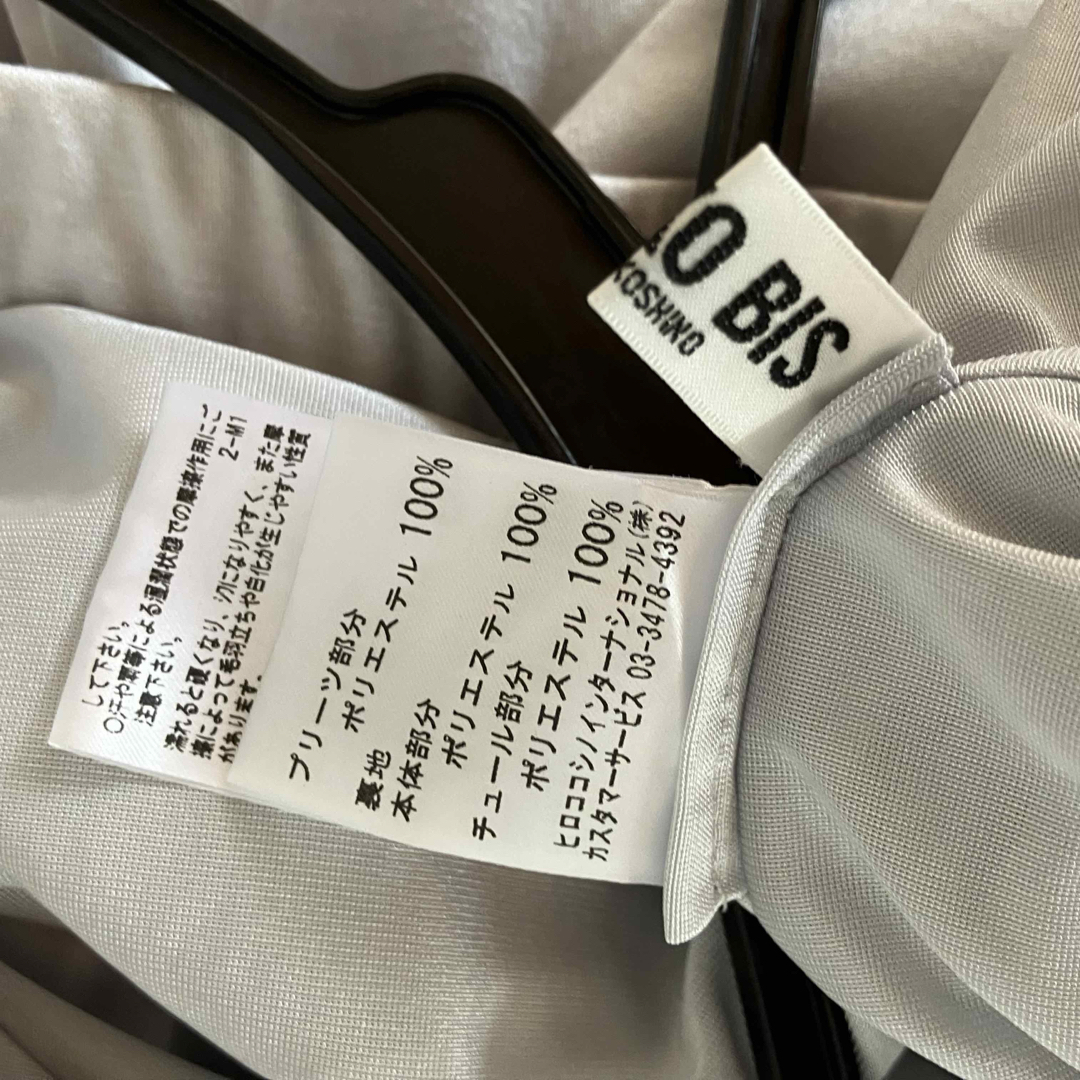 O BIS
KOSHINO
プリーツ部分
ポリエステル 100%
裏地
本体部分
ポリエステル 100%
チュール部分
ポリエステル 100%
ヒロココシノインターナショナル(株)
カスタマーサービス 03-3478-4392
して下さい。
○汗や雨等による湿潤状態での摩擦作用にご
注意下さい。
2-M1
濡れると硬くなり、シワになりやすく、また摩
擦によって毛羽立ちや白化が生じやすい性質
があります。